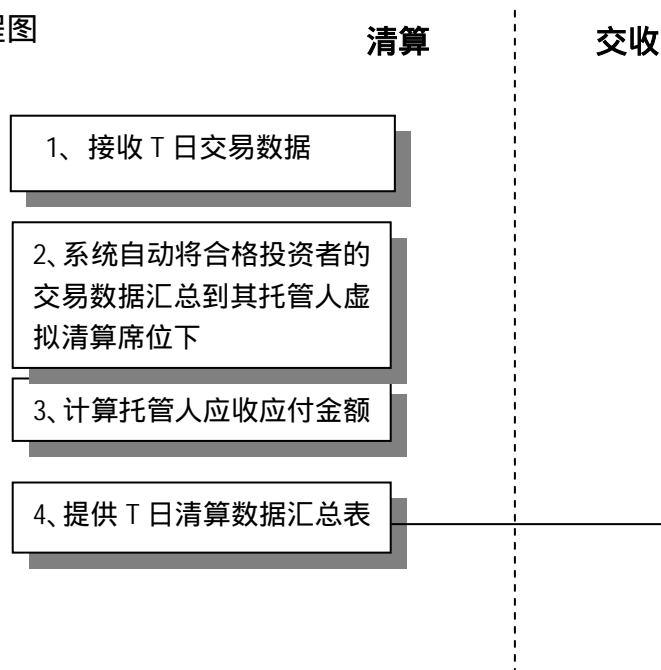 程图
清算
交收
1、接收 T 日交易数据
2、系统自动将合格投资者的
交易数据汇总到其托管人虚
拟清算席位下
3、计算托管人应收应付金额
4、提供 T 日清算数据汇总表